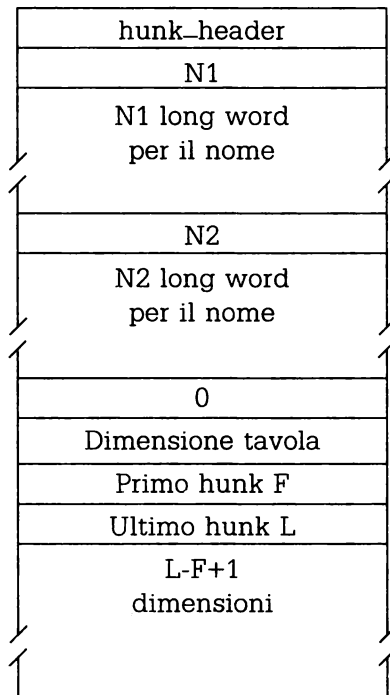 hunk_header
N1
N1 long word
per il nome
N2
N2 long word
per il nome
0
Dimensione tavola
Primo hunk F
Ultimo hunk L
L-F+1
dimensioni